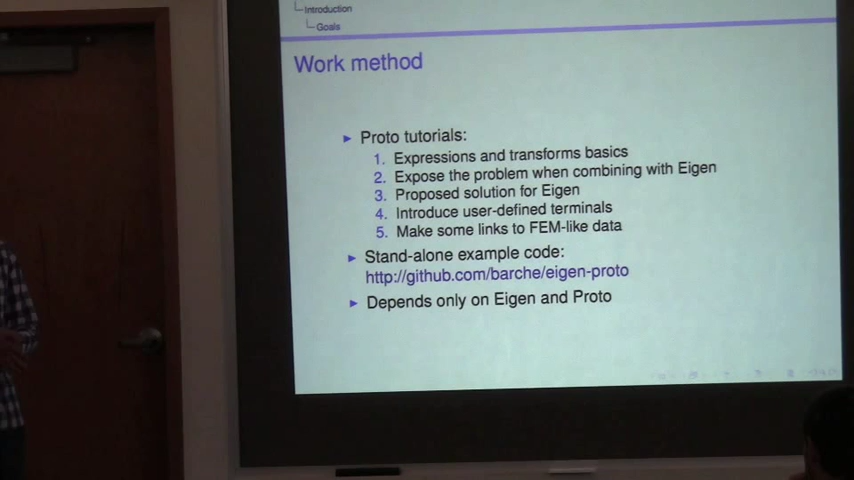 Introduction
Goals
Work method
Proto tutorials:
1. Expressions and transforms basics
2. Expose the problem when combining with Eigen
3. Proposed solution for Eigen
4. Introduce user-defined terminals
5. Make some links to FEM-like data
Stand-alone example code:
http://github.com/barche/eigen-proto
Depends only on Eigen and Proto